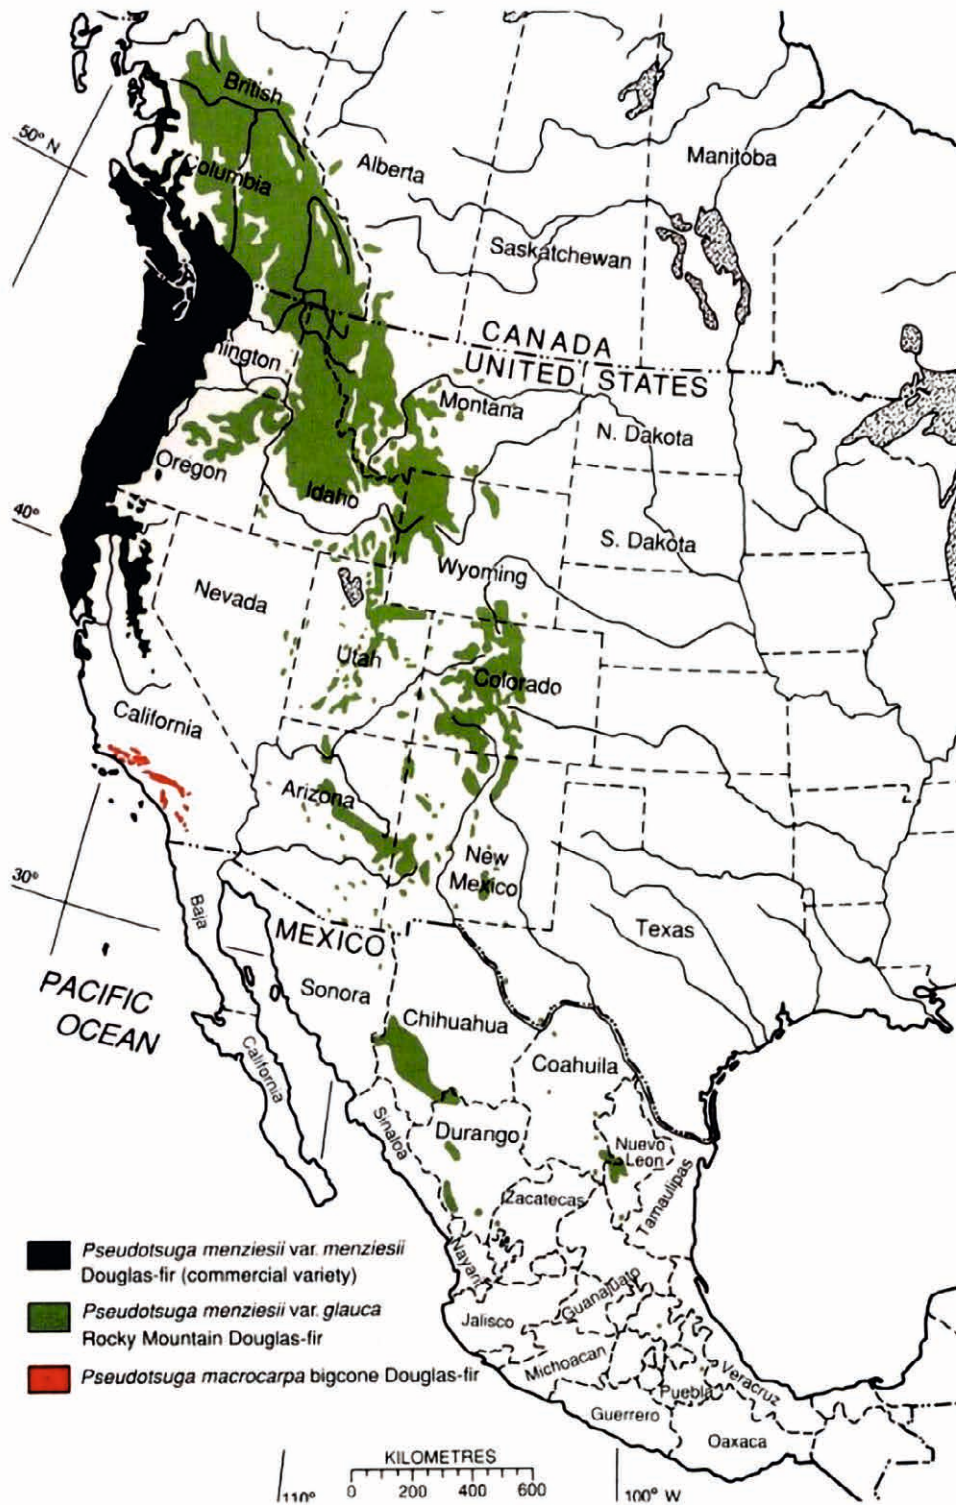 British
50° N
Alberta
Manitoba
Columbia
Saskatchewan
CANADA
UNITED STATES
hington
Montana
N. Dakota
Oregon
Idaho
40°
S. Dakota
Wyoming
Nevada
Utah
Colorado
California
Arizona
New
Mexico
30°
Baja
Texas
MEXICO
PACIFIC
OCEAN
Sonora
Chihuahua
California
Coahuila
Sinaloa
Durango
Nuevo
Leon
Zacatecas
Tamaulipas
Pseudotsuga menziesii var. menziesii
Douglas-fir (commercial variety)
Nayarit
Guanajuato
Pseudotsuga menziesii var. glauca
Rocky Mountain Douglas-fir
Jalisco
Michoacan
Veracruz
Pseudotsuga macrocarpa bigcone Douglas-fir
Puebla
Guerrero
Oaxaca
KILOMETRES
0 200 400 600
110°
100° W